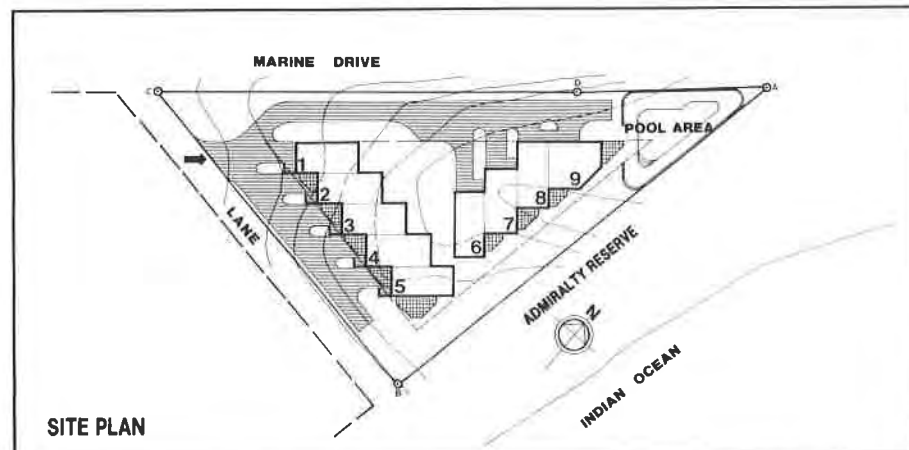 MARINE DRIVE
C
D
A
POOL AREA
1
2
3
4
5
6
7
8
9
LANE
B
ADMIRALTY RESERVE
N
INDIAN OCEAN
SITE PLAN